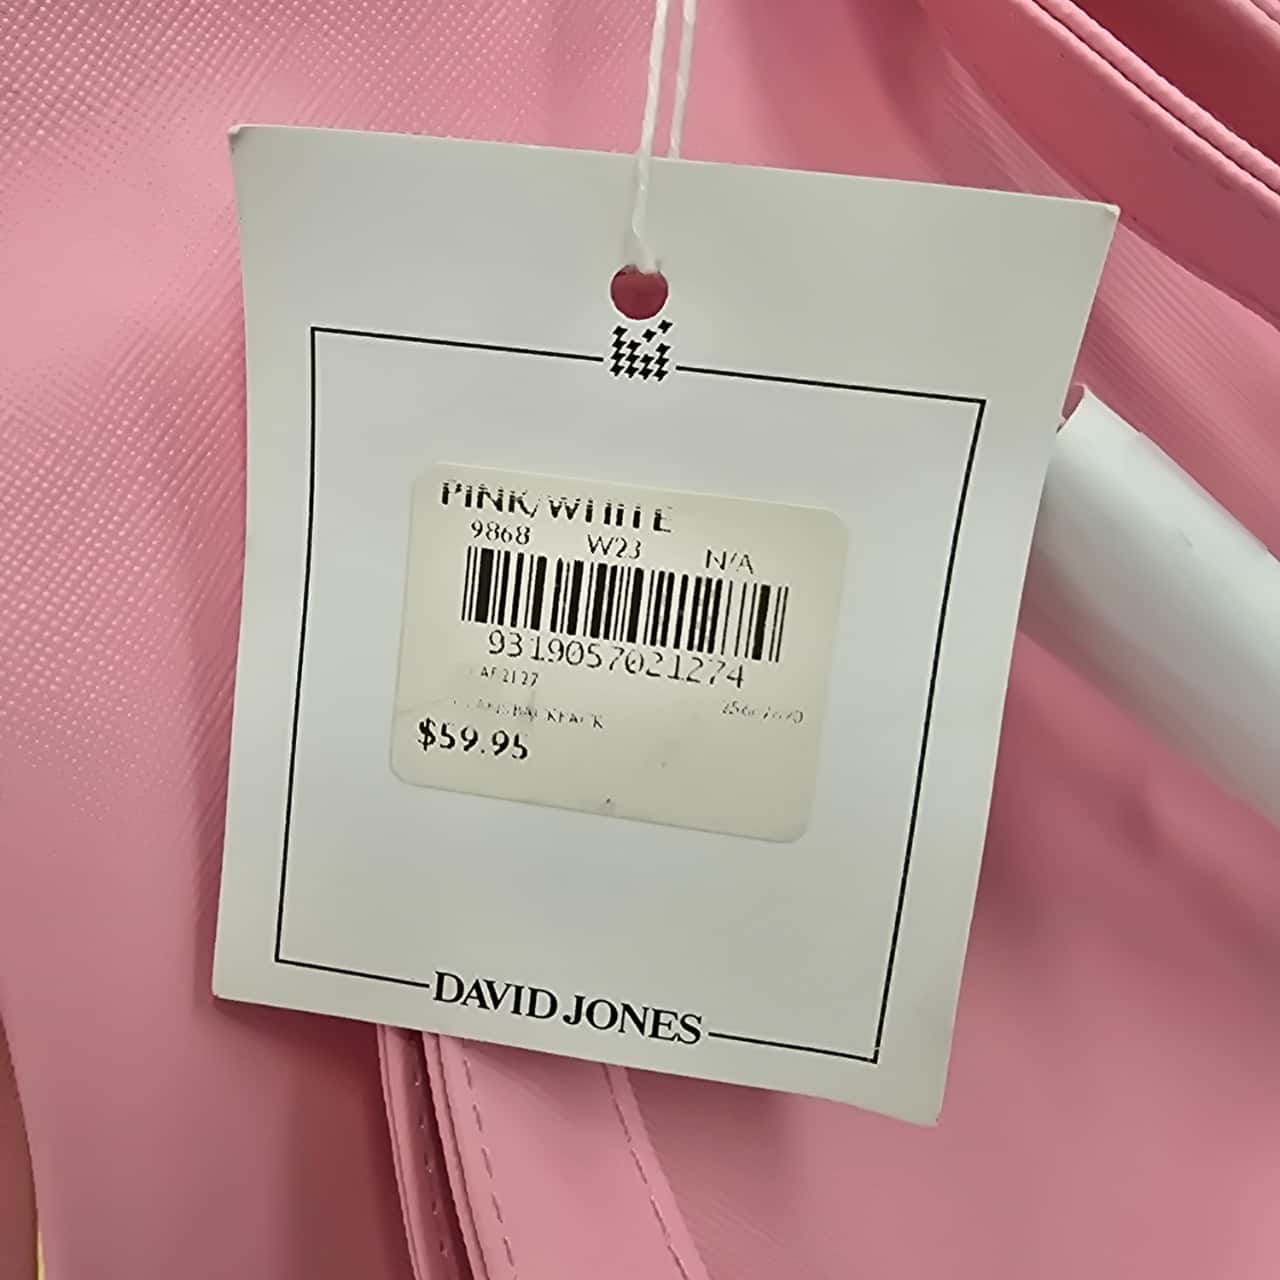 PINK/WHITE
9868 W23 N/A
9319057021274
$59.95
DAVID JONES